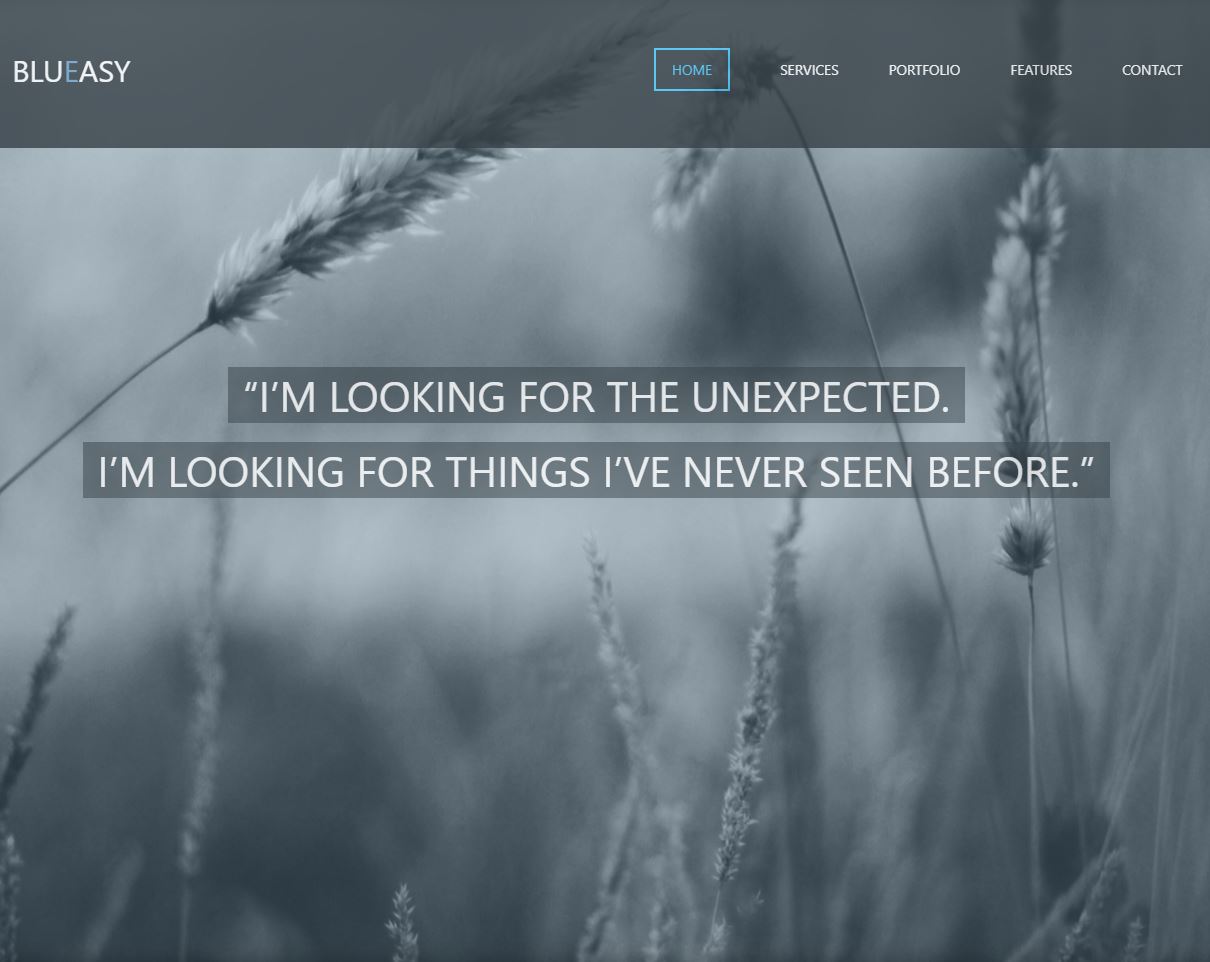 BLUEASY
HOME SERVICES PORTFOLIO FEATURES CONTACT
“I’M LOOKING FOR THE UNEXPECTED.
I’M LOOKING FOR THINGS I’VE NEVER SEEN BEFORE.”